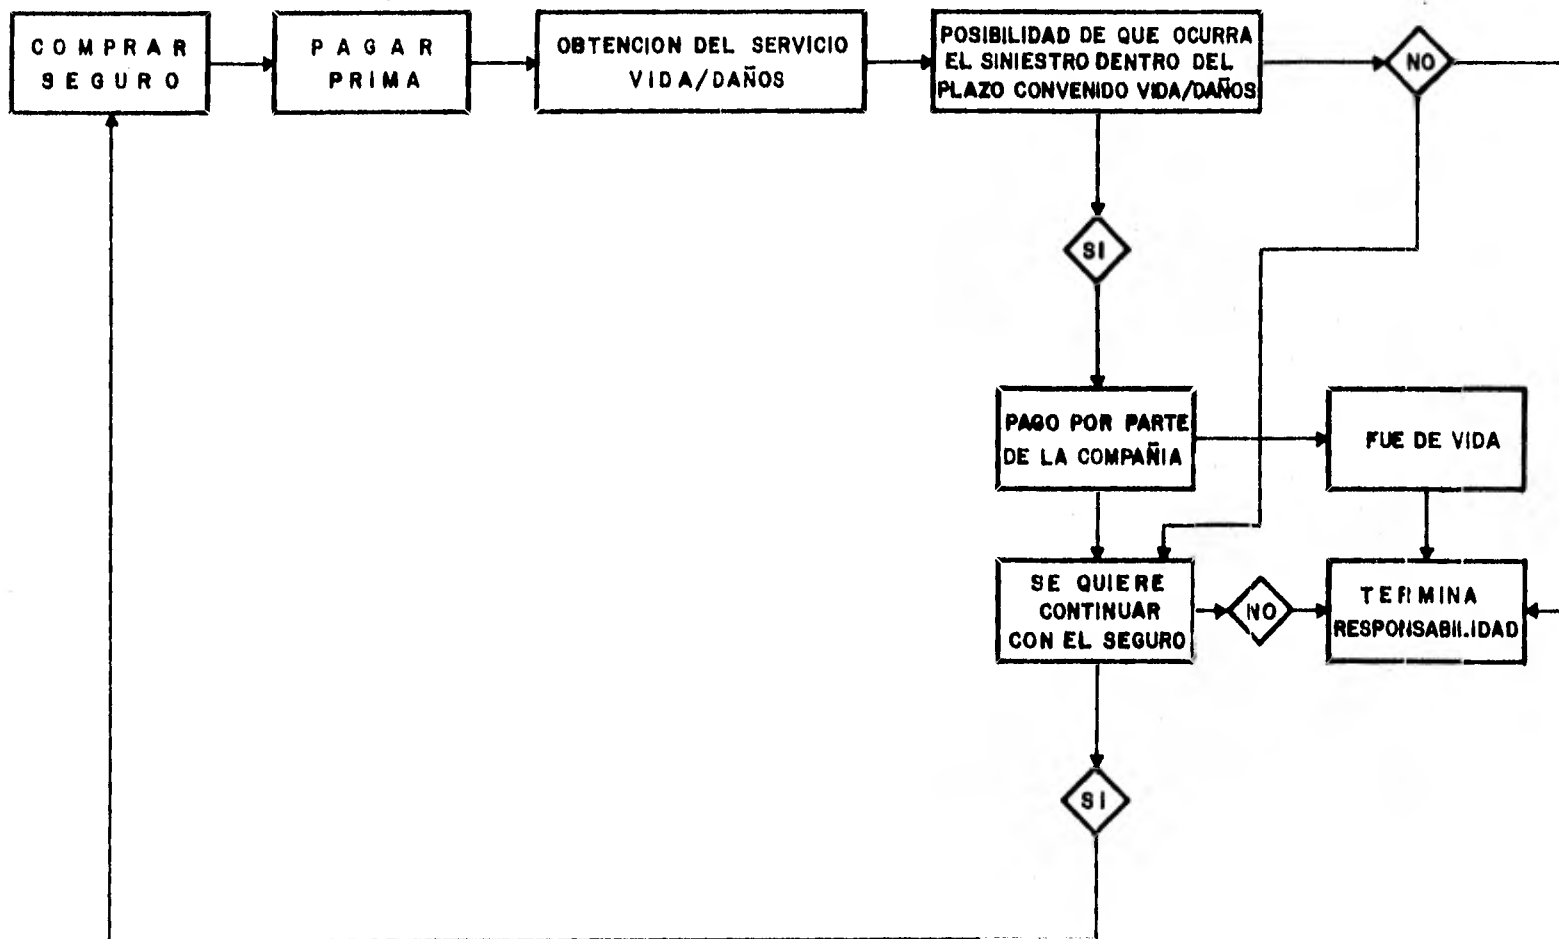 COMPRAR
SEGURO
PAGAR
PRIMA
OBTENCION DEL SERVICIO
VIDA/DAÑOS
POSIBILIDAD DE QUE OCURRA
EL SINIESTRO DENTRO DEL
PLAZO CONVENIDO VIDA/DAÑOS
NO
SI
PAGO POR PARTE
DE LA COMPAÑIA
FUE DE VIDA
SE QUIERE
CONTINUAR
CON EL SEGURO
NO
TERMINA
RESPONSABILIDAD
SI